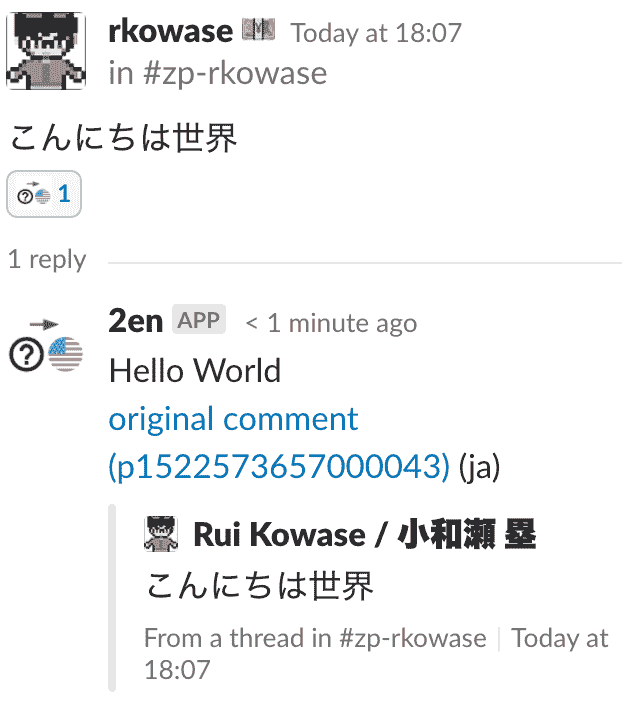 rkowase Today at 18:07
in #zp-rkowase
こんにちは世界
1
1 reply
2en APP < 1 minute ago
Hello World
original comment
(p1522573657000043) (ja)
Rui Kowase / 小和瀬 塁
こんにちは世界
From a thread in #zp-rkowase | Today at
18:07